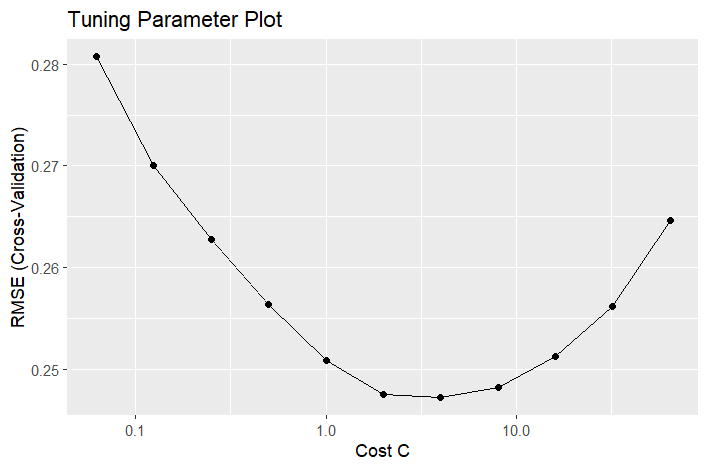 Tuning Parameter Plot
0.28
0.27
0.26
0.25
RMSE (Cross-Validation)
0.1
1.0
10.0
Cost C